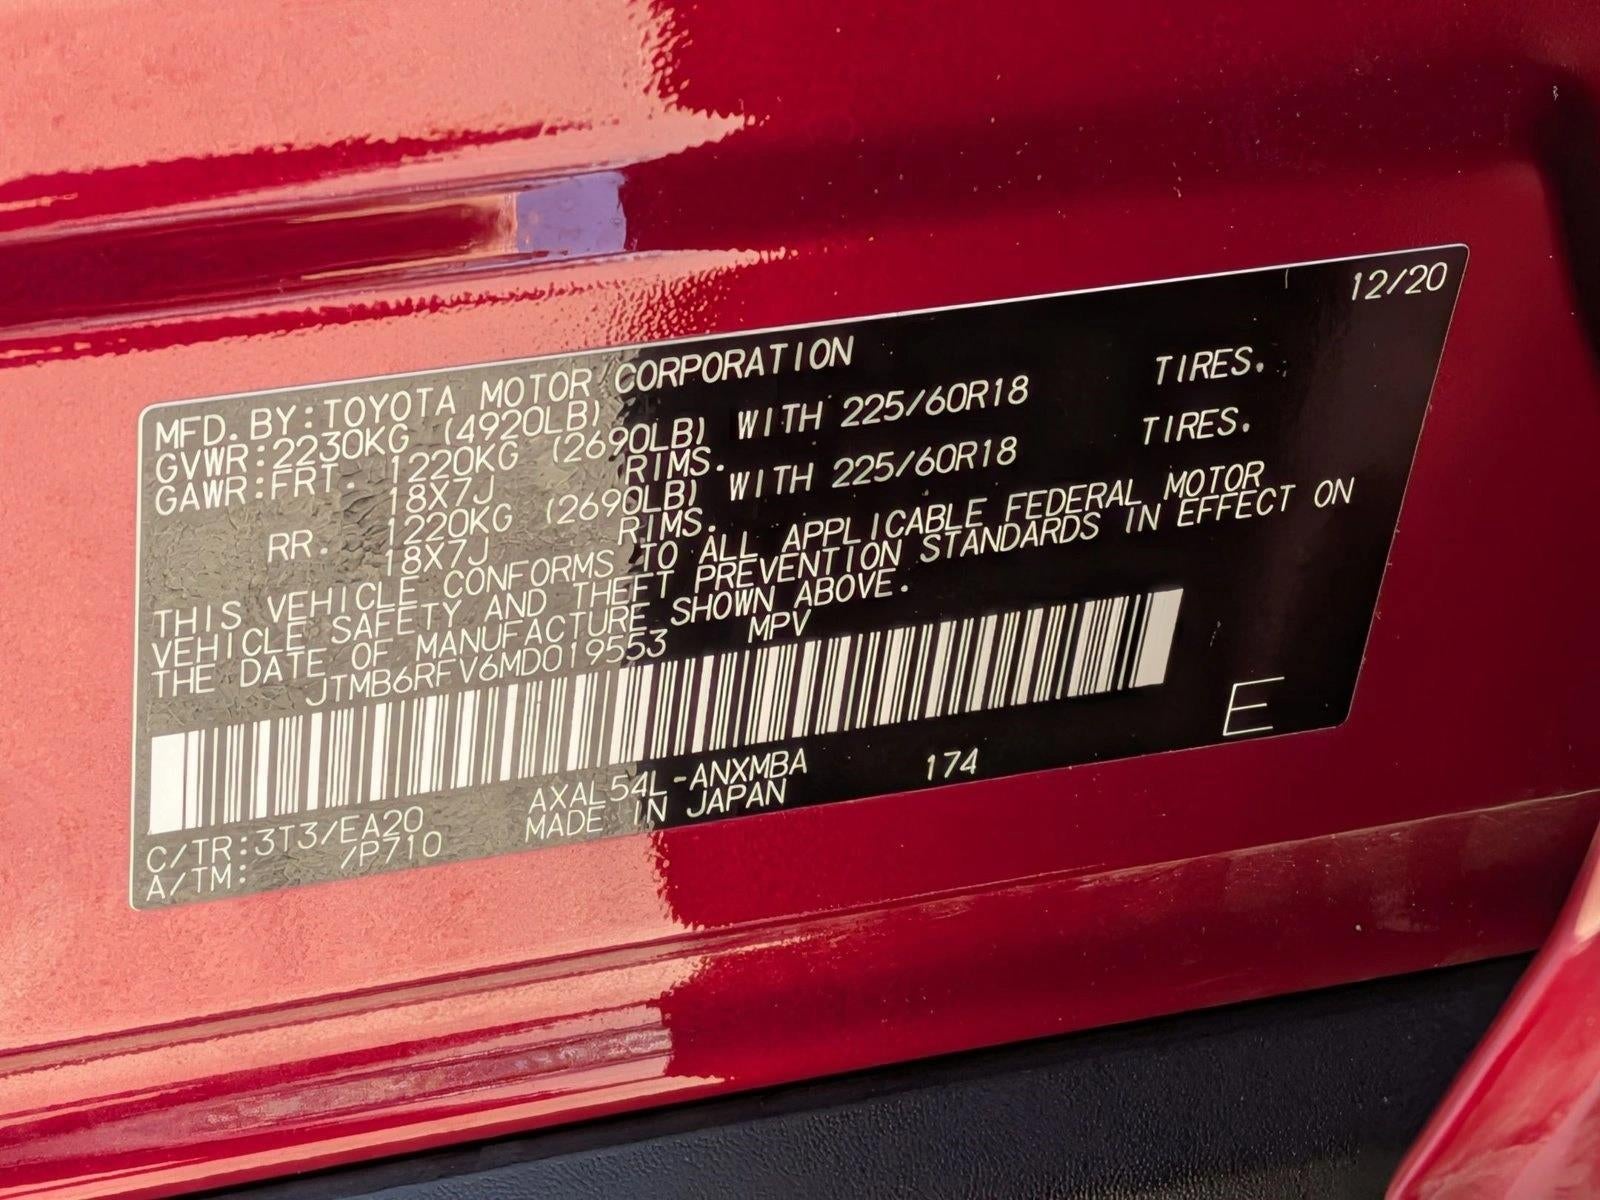 12/20
MFD. BY: TOYOTA MOTOR CORPORATION
GVWR: 2230KG (4920LB)
GAWR: FRT. 1220KG (2690LB) WITH 225/60R18 TIRES.
18X7J RIMS.
RR. 1220KG (2690LB) WITH 225/60R18 TIRES.
18X7J RIMS.
THIS VEHICLE CONFORMS TO ALL APPLICABLE FEDERAL MOTOR
VEHICLE SAFETY AND THEFT PREVENTION STANDARDS IN EFFECT ON
THE DATE OF MANUFACTURE SHOWN ABOVE.
JTMB6RFV6MD019553 MPV
E
C/TR: 3T3/EA20 AXAL54L-ANXMBA 174
A/TM: /P710 MADE IN JAPAN